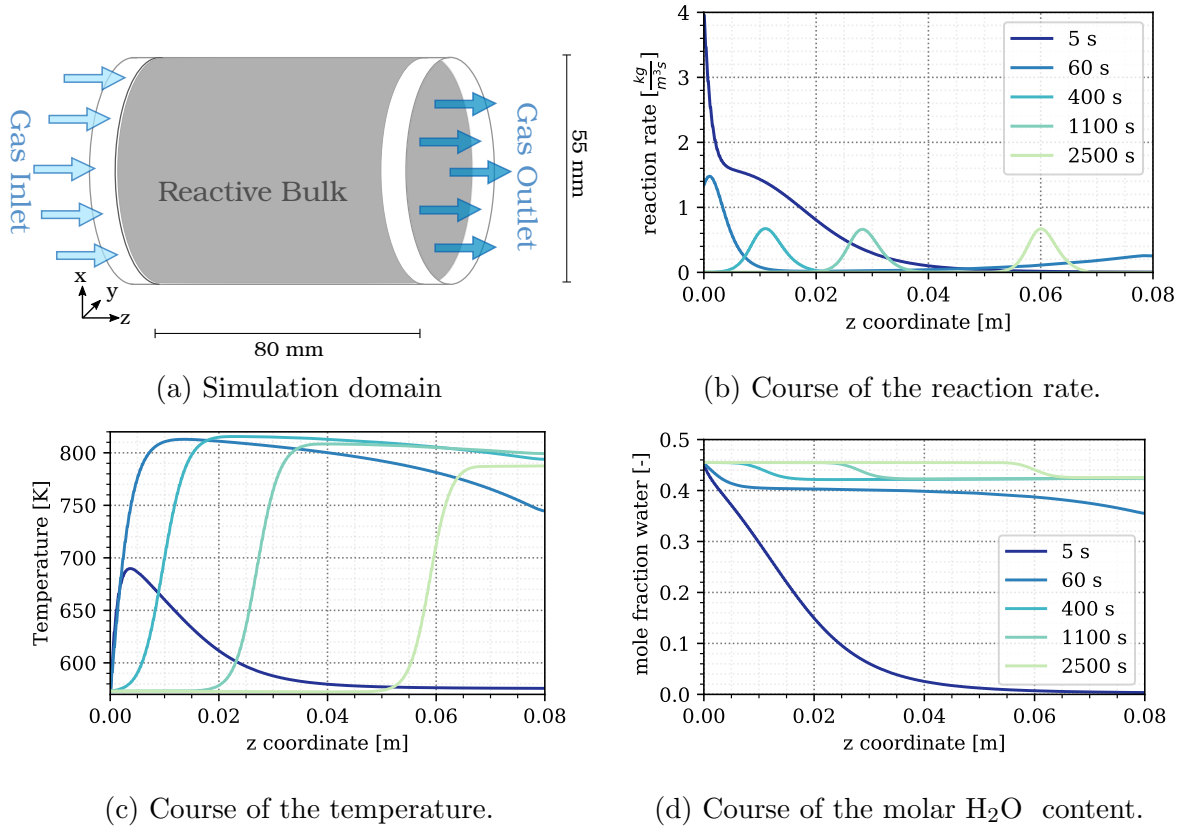 Gas Inlet
Reactive Bulk
Gas Outlet
55 mm
x
y
z
80 mm
(a) Simulation domain
reaction rate [kg/m³s]
4
3
2
1
0
0.00 0.02 0.04 0.06 0.08
z coordinate [m]
5 s
60 s
400 s
1100 s
2500 s
(b) Course of the reaction rate.
Temperature [K]
800
750
700
650
600
0.00 0.02 0.04 0.06 0.08
z coordinate [m]
(c) Course of the temperature.
mole fraction water [-]
0.5
0.4
0.3
0.2
0.1
0.0
0.00 0.02 0.04 0.06 0.08
z coordinate [m]
5 s
60 s
400 s
1100 s
2500 s
(d) Course of the molar H₂O content.